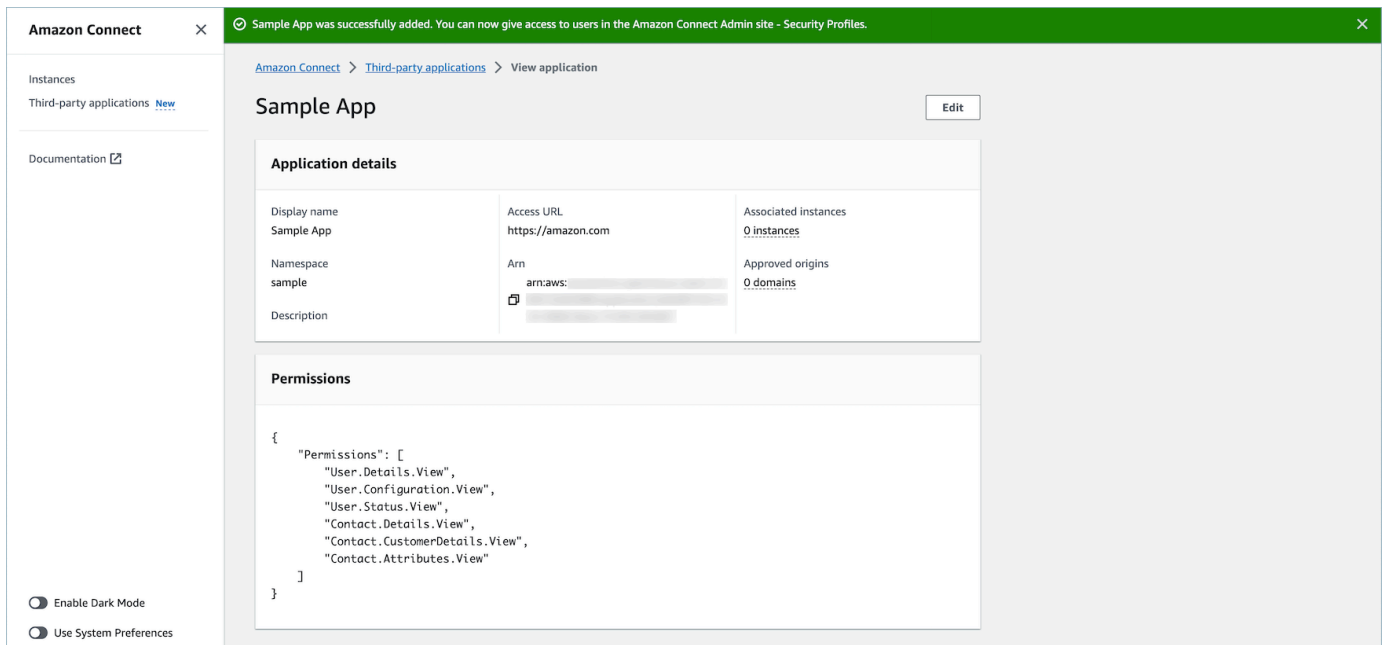 Amazon Connect
Sample App was successfully added. You can now give access to users in the Amazon Connect Admin site - Security Profiles.
Instances
Third-party applications New
Documentation
Enable Dark Mode
Use System Preferences
Amazon Connect > Third-party applications > View application
Sample App
Edit
Application details
Display name
Sample App
Namespace
sample
Description
Access URL
https://amazon.com
Arn
arn:aws:
Associated instances
0 instances
Approved origins
0 domains
Permissions
{
"Permissions": [
"User.Details.View",
"User.Configuration.View",
"User.Status.View",
"Contact.Details.View",
"Contact.CustomerDetails.View",
"Contact.Attributes.View"
]
}